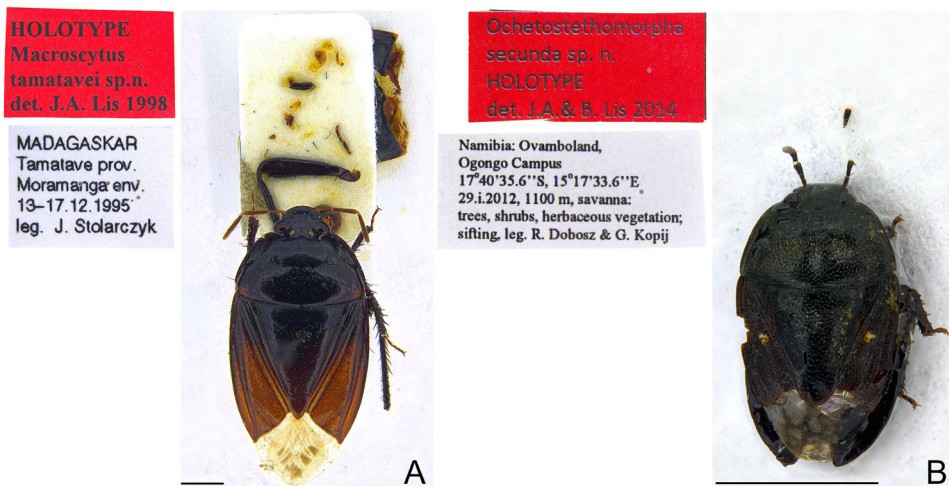 HOLOTYPE
Macroscytus
tamatavei sp.n.
det. J.A. Lis 1998
MADAGASKAR
Tamatave prov.
Moramanga env.
13–17.12.1995
leg. J. Stolarczyk
A
Ochetostethomorpha
secunda sp. n.
HOLOTYPE
det. J.A.& B. Lis 2014
Namibia: Ovamboland,
Ogongo Campus
17°40'35.6''S, 15°17'33.6''E
29.i.2012, 1100 m, savanna:
trees, shrubs, herbaceous vegetation;
sifting, leg. R. Dobosz & G. Kopij
B